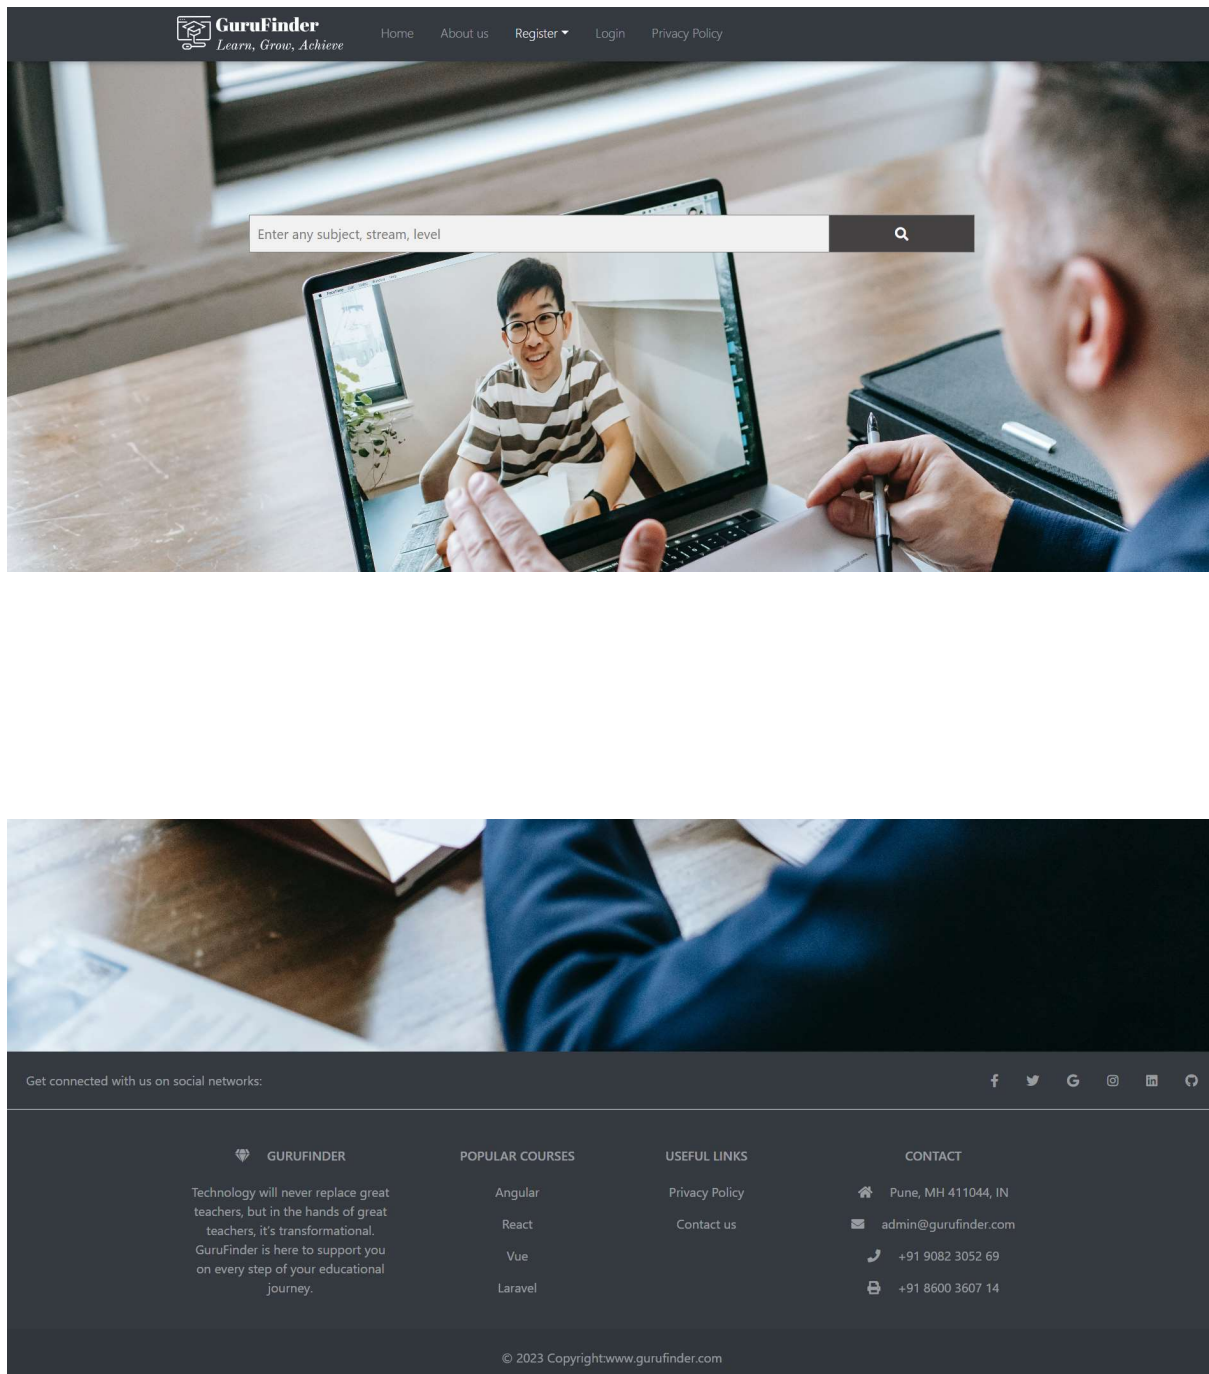 GuruFinder
Learn, Grow, Achieve
Home
About us
Register
Login
Privacy Policy
Enter any subject, stream, level
Get connected with us on social networks:
GURUFINDER
Technology will never replace great
teachers, but in the hands of great
teachers, it's transformational.
GuruFinder is here to support you
on every step of your educational
journey.
POPULAR COURSES
Angular
React
Vue
Laravel
USEFUL LINKS
Privacy Policy
Contact us
CONTACT
Pune, MH 411044, IN
admin@gurufinder.com
+91 9082 3052 69
+91 8600 3607 14
© 2023 Copyright:www.gurufinder.com